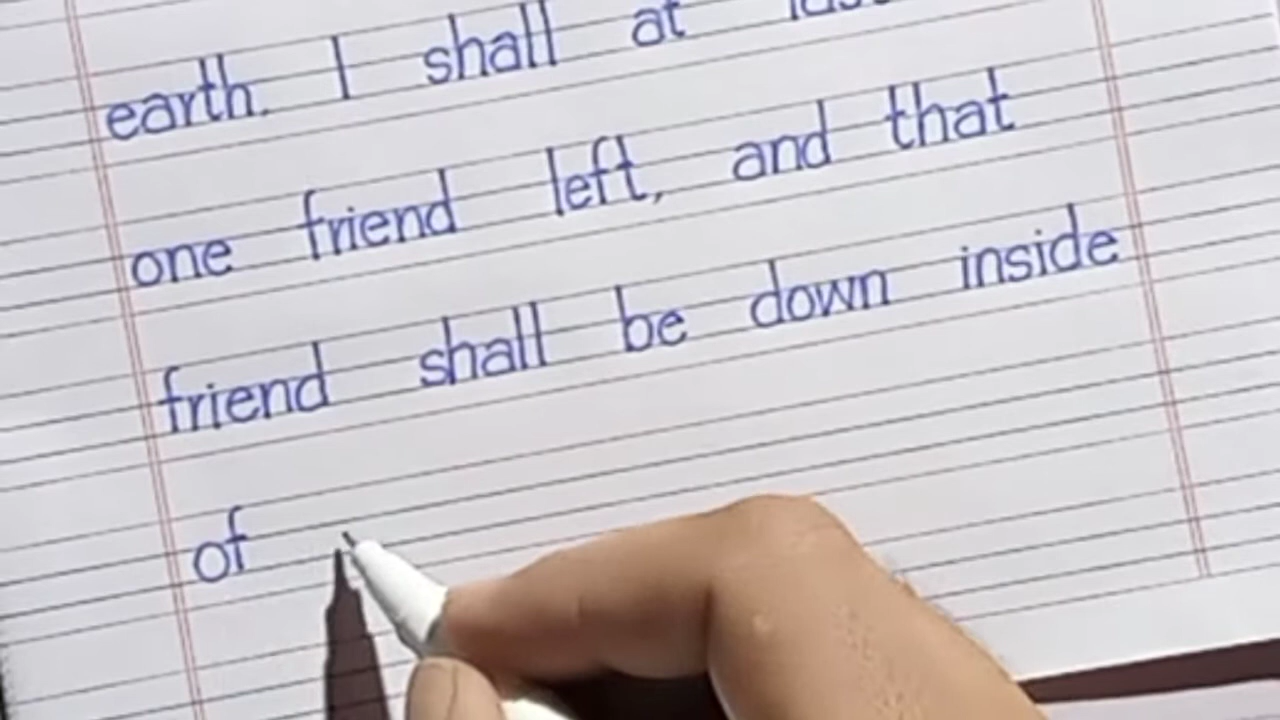 earth. I shall at
one friend left, and that
friend shall be down inside
of